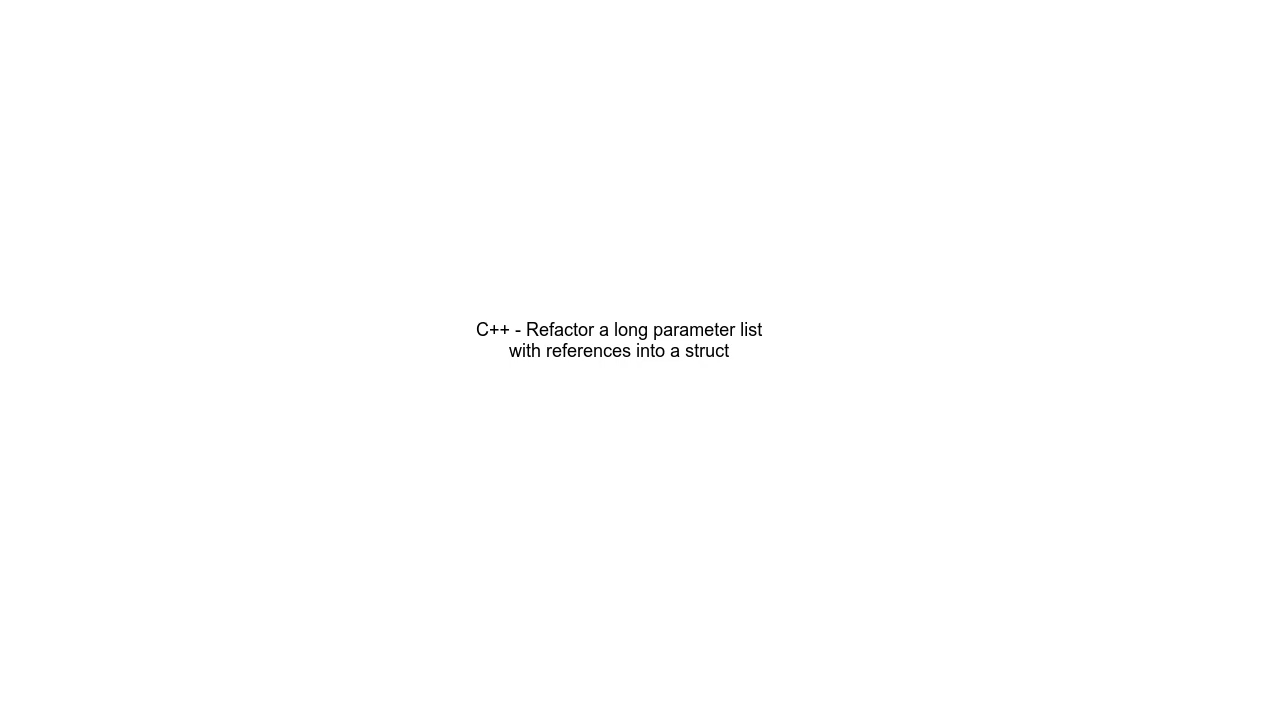 C++ - Refactor a long parameter list
with references into a struct